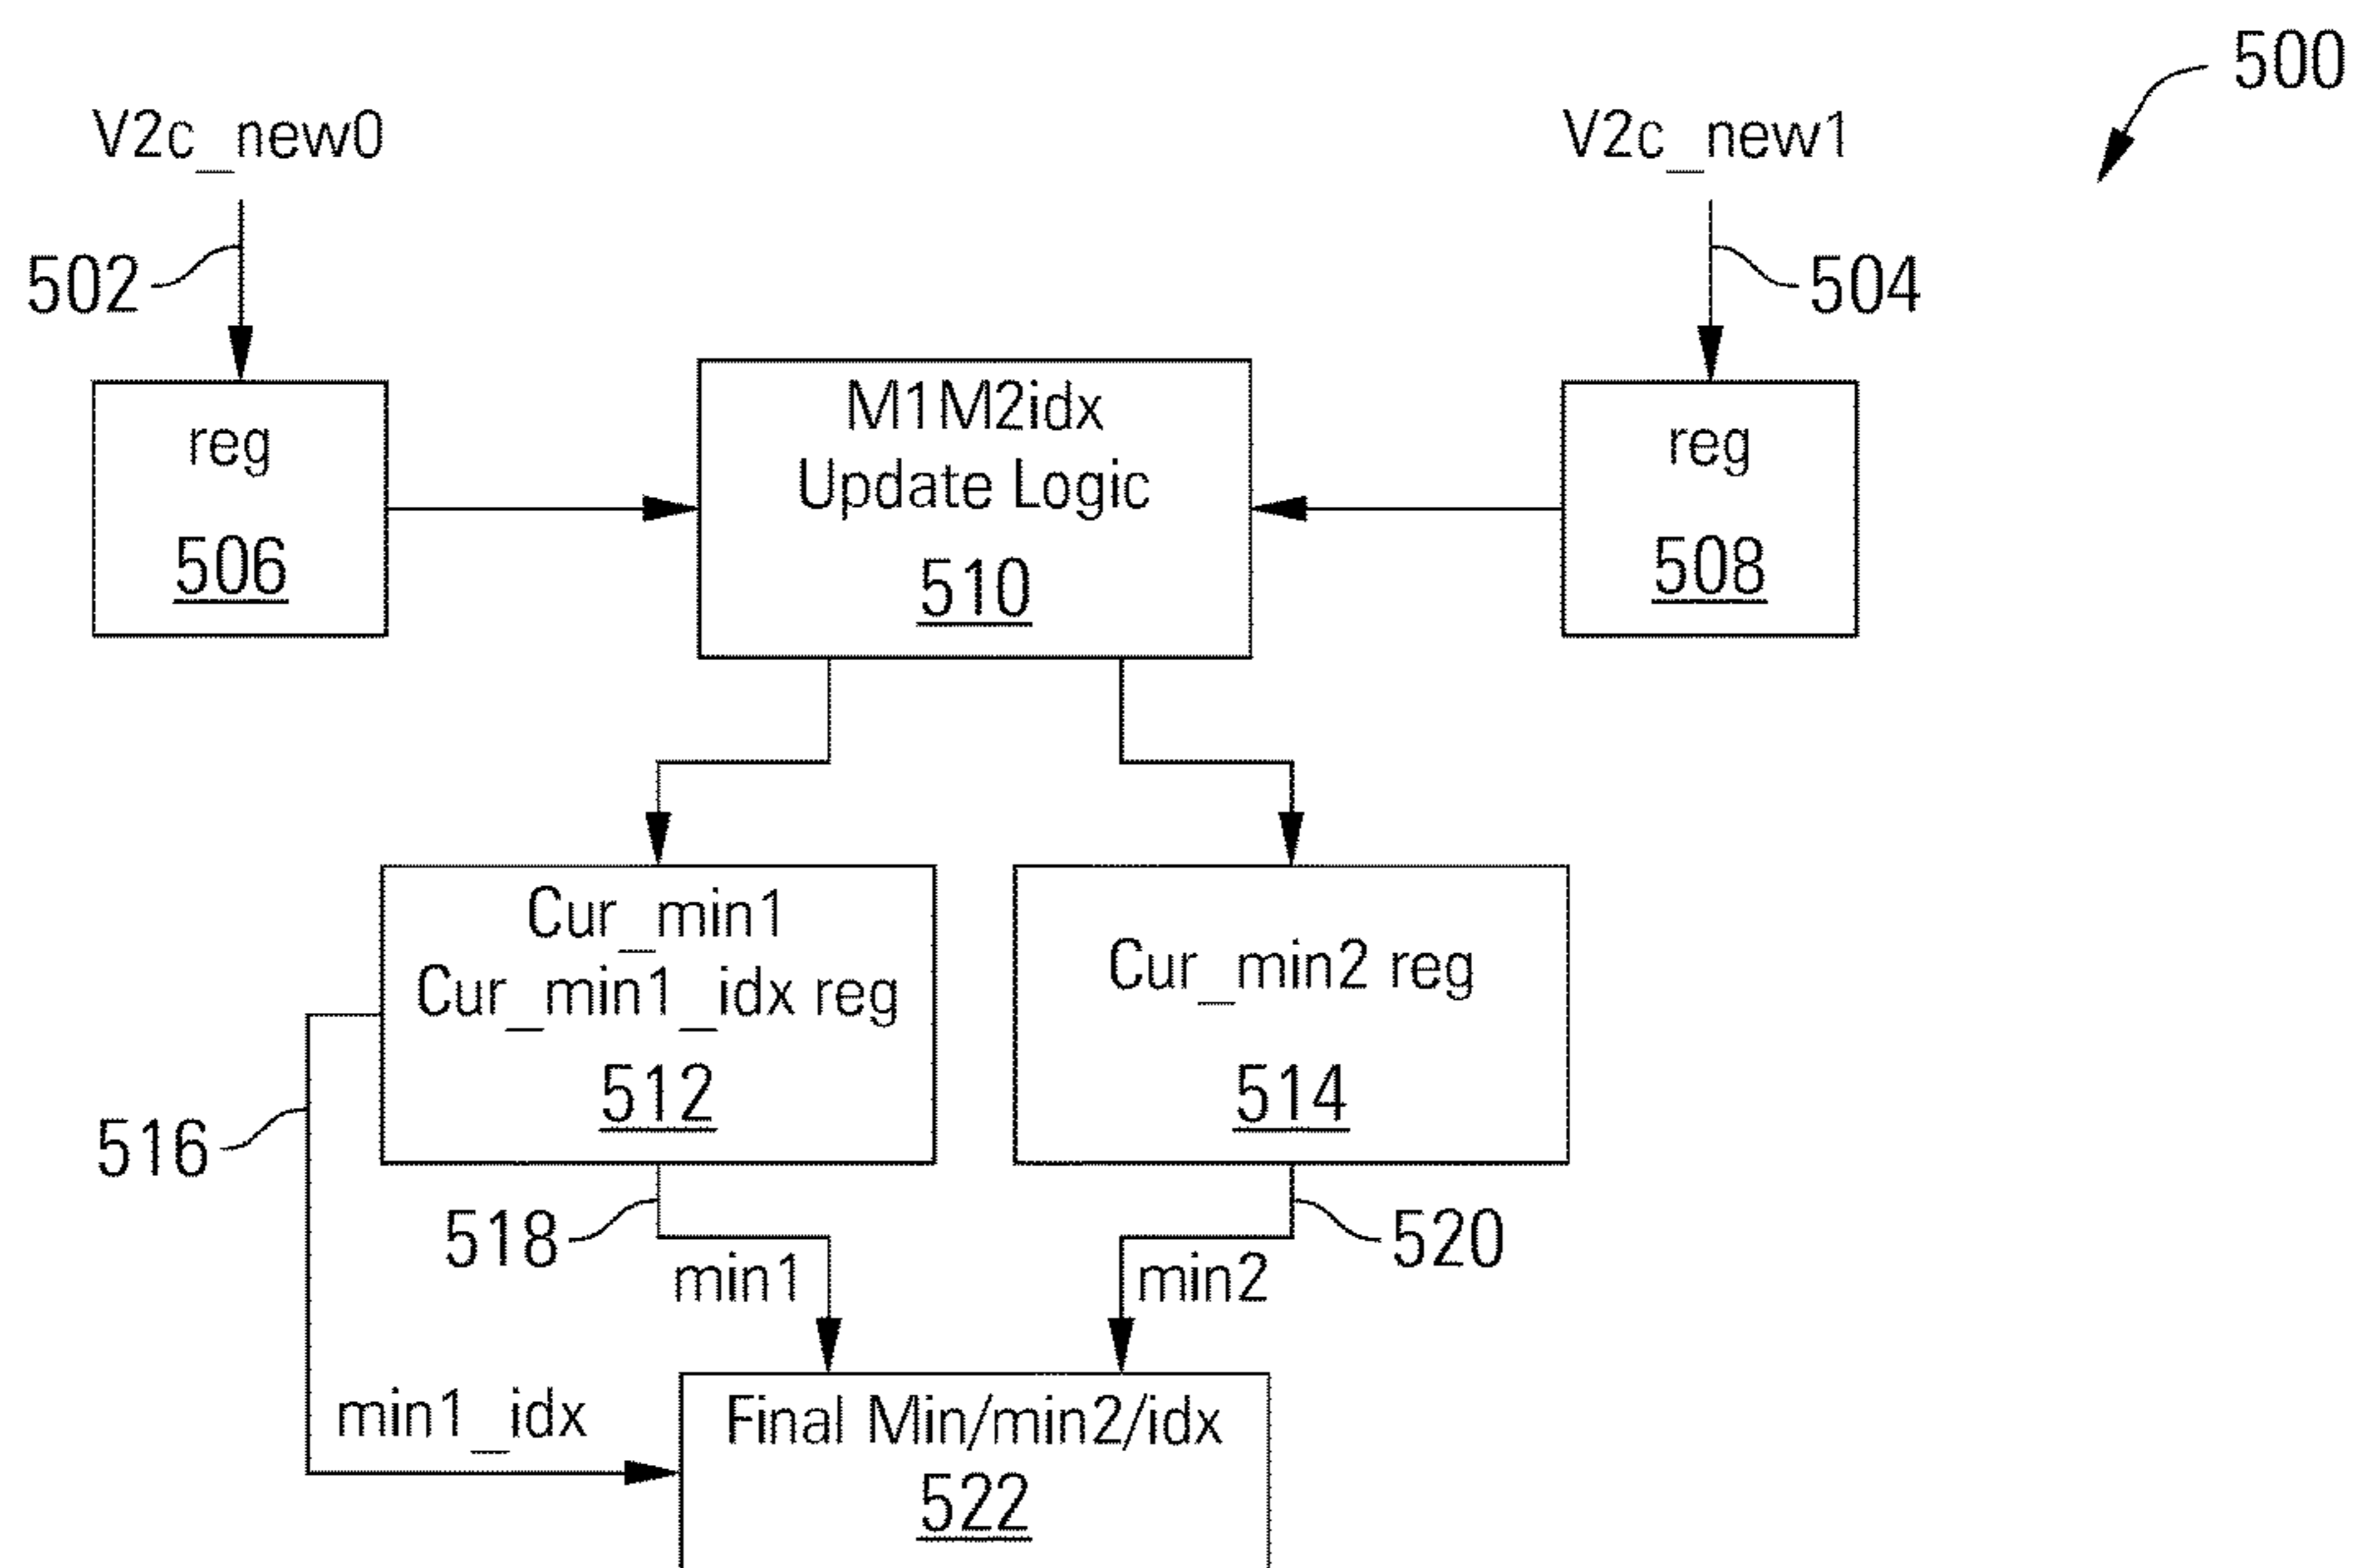 500
V2c_new0
V2c_new1
502
504
reg
506
M1M2idx
Update Logic
510
reg
508
Cur_min1
Cur_min1_idx reg
512
Cur_min2 reg
514
516
518
min1
520
min2
min1_idx
Final Min/min2/idx
522